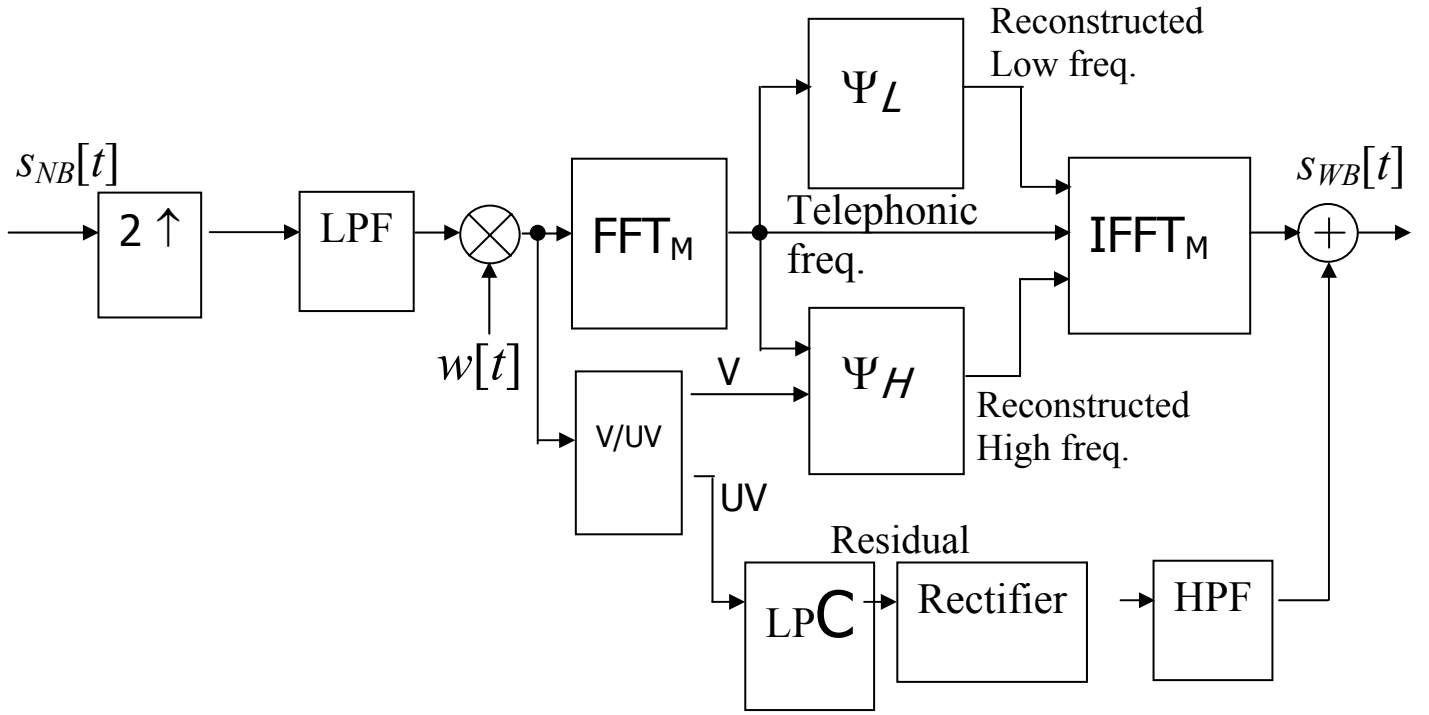 s_NB[t]
2 ↑
LPF
w[t]
FFT_M
V/UV
V
UV
Ψ_L
Reconstructed
Low freq.
Telephonic
freq.
Ψ_H
Reconstructed
High freq.
IFFT_M
s_WB[t]
+
Residual
LPC
Rectifier
HPF